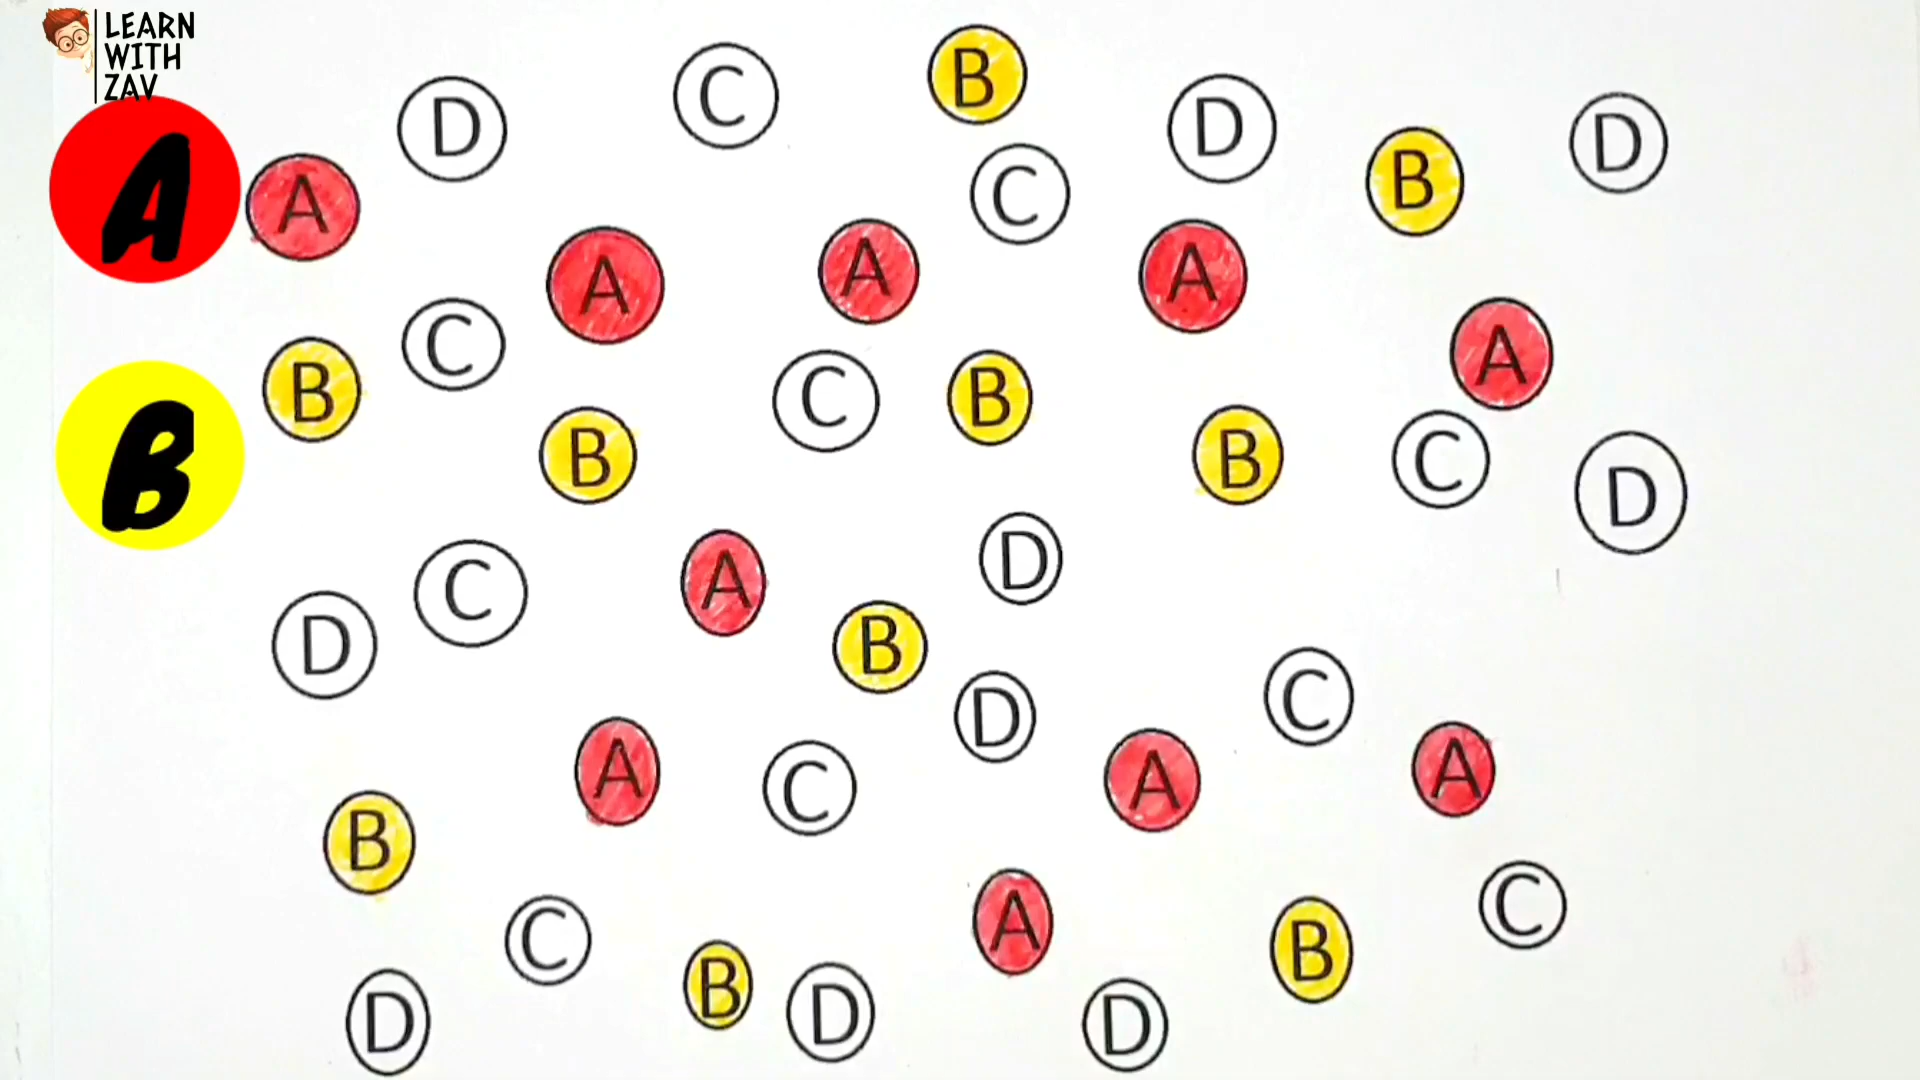 LEARN
WITH
ZAV
D C B D D
A C B
A A A
B C A
B C B B C D
C A D
D B
D C
A C A A
B
C A B C
D B D D